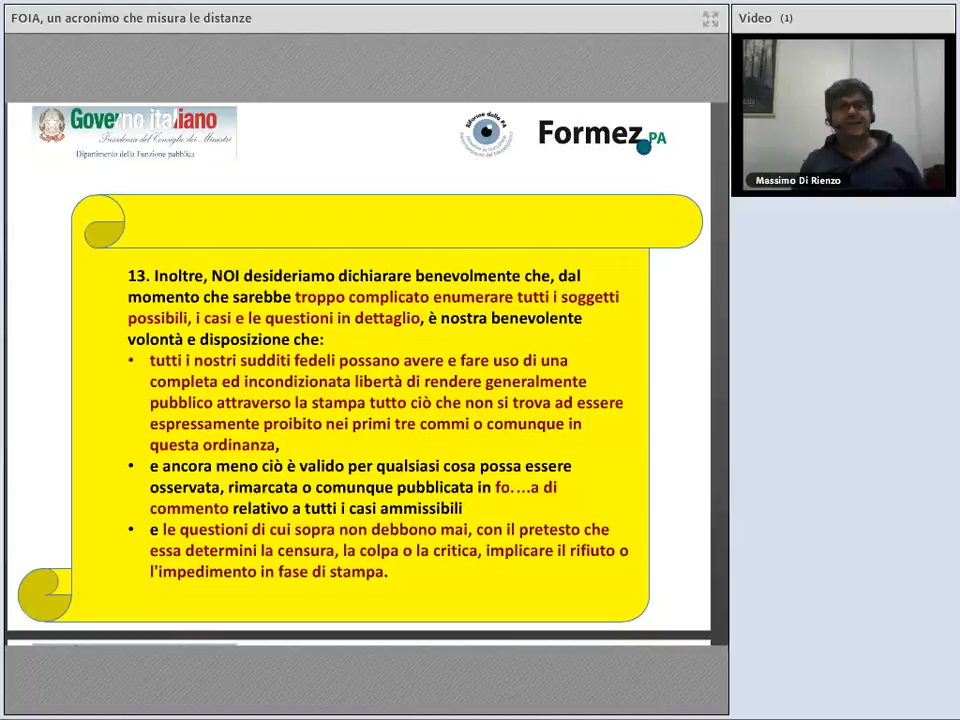 FOIA, un acronimo che misura le distanze
Video (1)
Massimo Di Rienzo
Governo italiano
Presidenza del Consiglio dei Ministri
Dipartimento della Funzione pubblica
Riforme della PA
Formez PA
13. Inoltre, NOI desideriamo dichiarare benevolmente che, dal
momento che sarebbe troppo complicato enumerare tutti i soggetti
possibili, i casi e le questioni in dettaglio, è nostra benevolente
volontà e disposizione che:
• tutti i nostri sudditi fedeli possano avere e fare uso di una
completa ed incondizionata libertà di rendere generalmente
pubblico attraverso la stampa tutto ciò che non si trova ad essere
espressamente proibito nei primi tre commi o comunque in
questa ordinanza,
• e ancora meno ciò è valido per qualsiasi cosa possa essere
osservata, rimarcata o comunque pubblicata in fo....a di
commento relativo a tutti i casi ammissibili
• e le questioni di cui sopra non debbono mai, con il pretesto che
essa determini la censura, la colpa o la critica, implicare il rifiuto o
l'impedimento in fase di stampa.